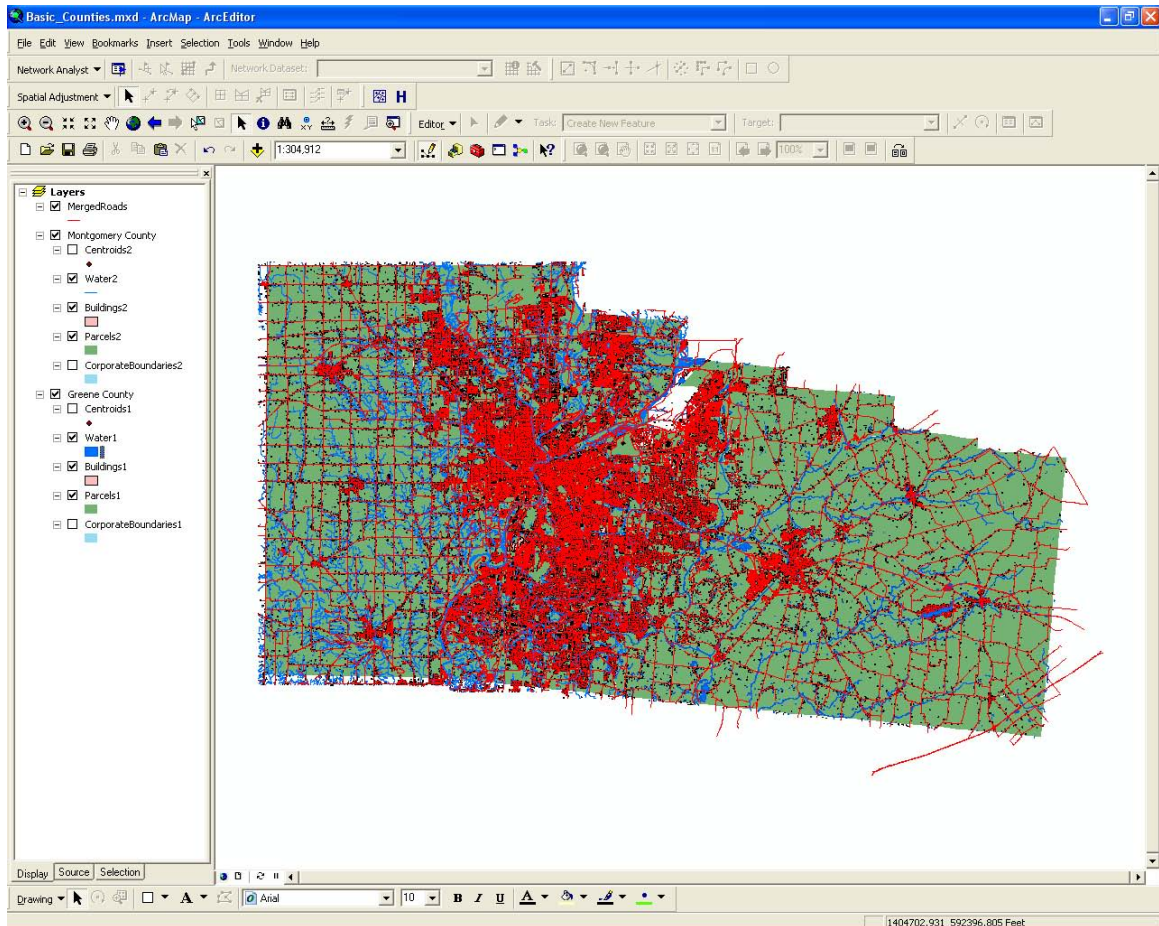 Basic_Counties.mxd - ArcMap - ArcEditor
File Edit View Bookmarks Insert Selection Tools Window Help
Network Analyst Network Dataset:
Spatial Adjustment H
Editor Task: Create New Feature Target:
1:304,912 100%
Layers
MergedRoads
Montgomery County
Centroids2
Water2
Buildings2
Parcels2
CorporateBoundaries2
Greene County
Centroids1
Water1
Buildings1
Parcels1
CorporateBoundaries1
Display Source Selection
Drawing A Arial 10 B I U A
1404702.931 592396.805 Feet